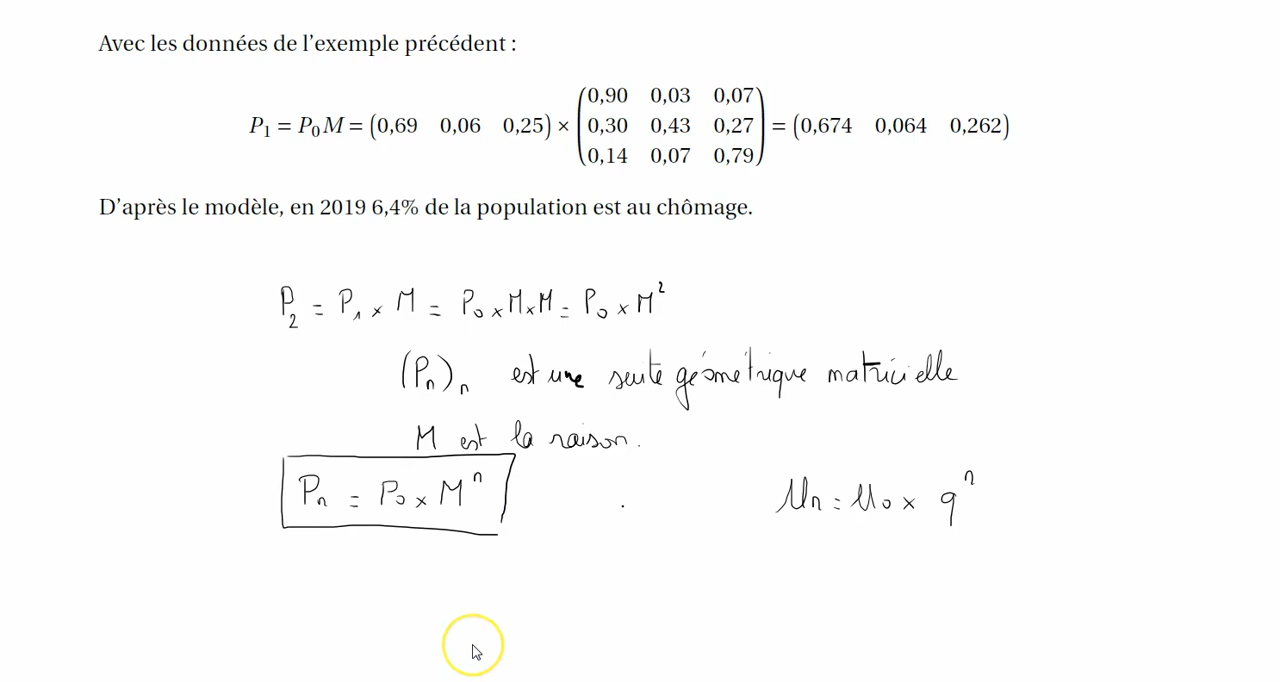 Avec les données de l'exemple précédent :
P₁ = P₀M = (0,69 0,06 0,25) × (0,90 0,03 0,07
0,30 0,43 0,27
0,14 0,07 0,79) = (0,674 0,064 0,262)
D'après le modèle, en 2019 6,4% de la population est au chômage.
P₂ = P₁ × M = P₀ × M × M = P₀ × M²
(Pₙ)ₙ est une suite géométrique matricielle
M est la raison.
Pₙ = P₀ × Mⁿ . Uₙ = U₀ × qⁿ